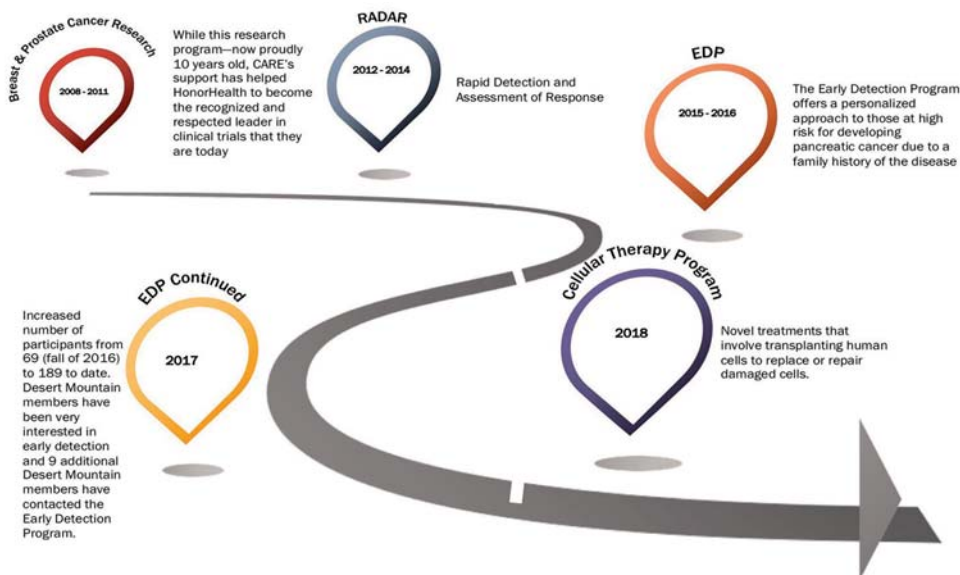 Breast & Prostate Cancer Research
2008 - 2011
While this research
program—now proudly
10 years old, CARE's
support has helped
HonorHealth to become
the recognized and
respected leader in
clinical trials that they
are today
RADAR
2012 - 2014
Rapid Detection and
Assessment of Response
EDP
2015 - 2016
The Early Detection Program
offers a personalized
approach to those at high
risk for developing
pancreatic cancer due to a
family history of the disease
EDP Continued
2017
Increased
number of
participants from
69 (fall of 2016)
to 189 to date.
Desert Mountain
members have
been very
interested in
early detection
and 9 additional
Desert Mountain
members have
contacted the
Early Detection
Program.
Cellular Therapy Program
2018
Novel treatments that
involve transplanting human
cells to replace or repair
damaged cells.